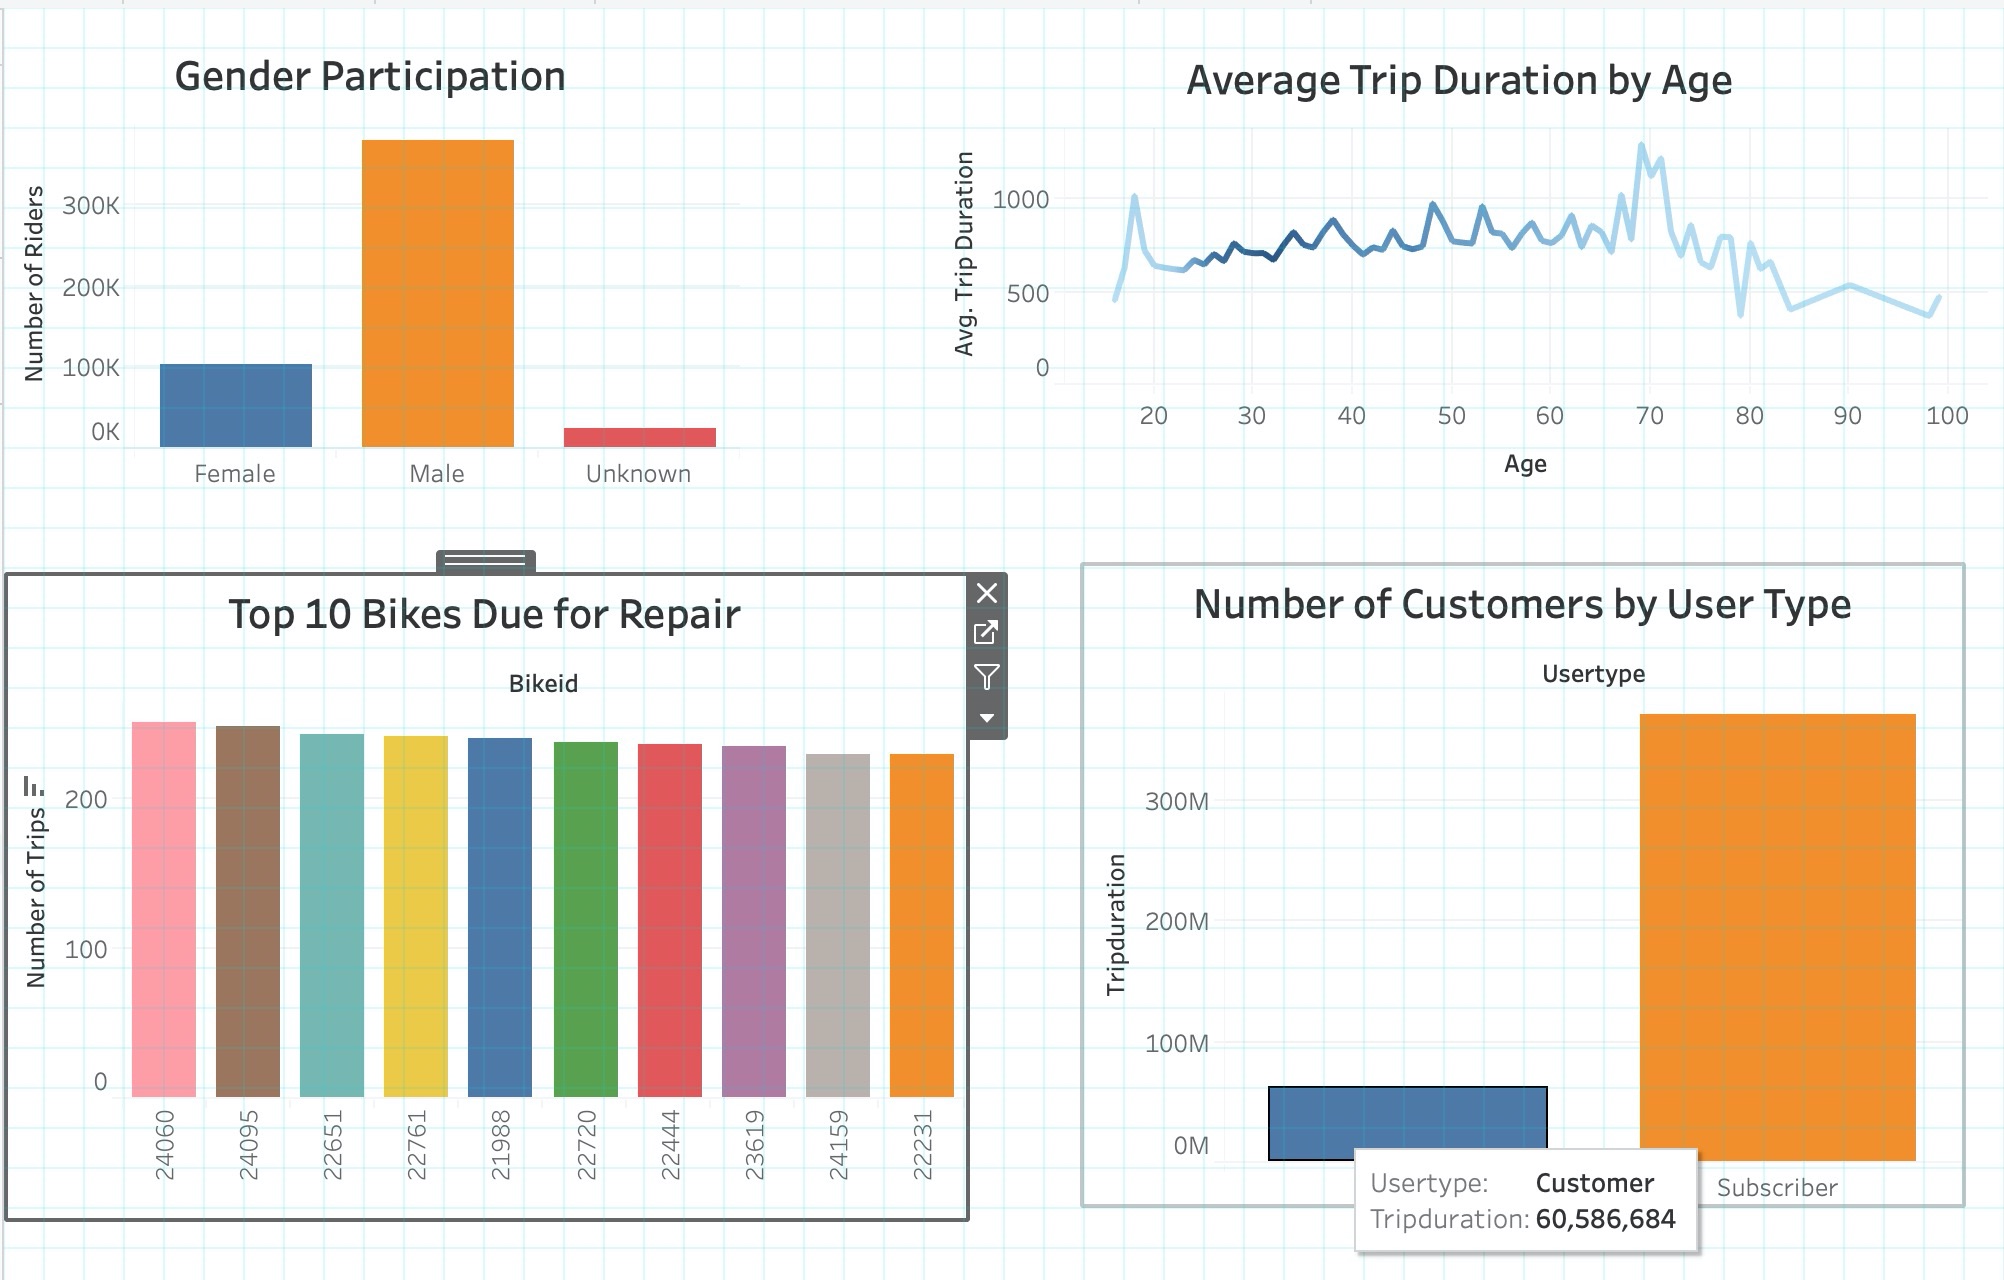 Gender Participation
Number of Riders
300K
200K
100K
0K
Female Male Unknown
Average Trip Duration by Age
Avg. Trip Duration
1000
500
0
20 30 40 50 60 70 80 90 100
Age
Top 10 Bikes Due for Repair
Bikeid
Number of Trips
200
100
0
24060 24095 22651 22761 21988 22720 22444 23619 24159 22231
Number of Customers by User Type
Usertype
Tripduration
300M
200M
100M
0M
Subscriber
Usertype: Customer
Tripduration: 60,586,684